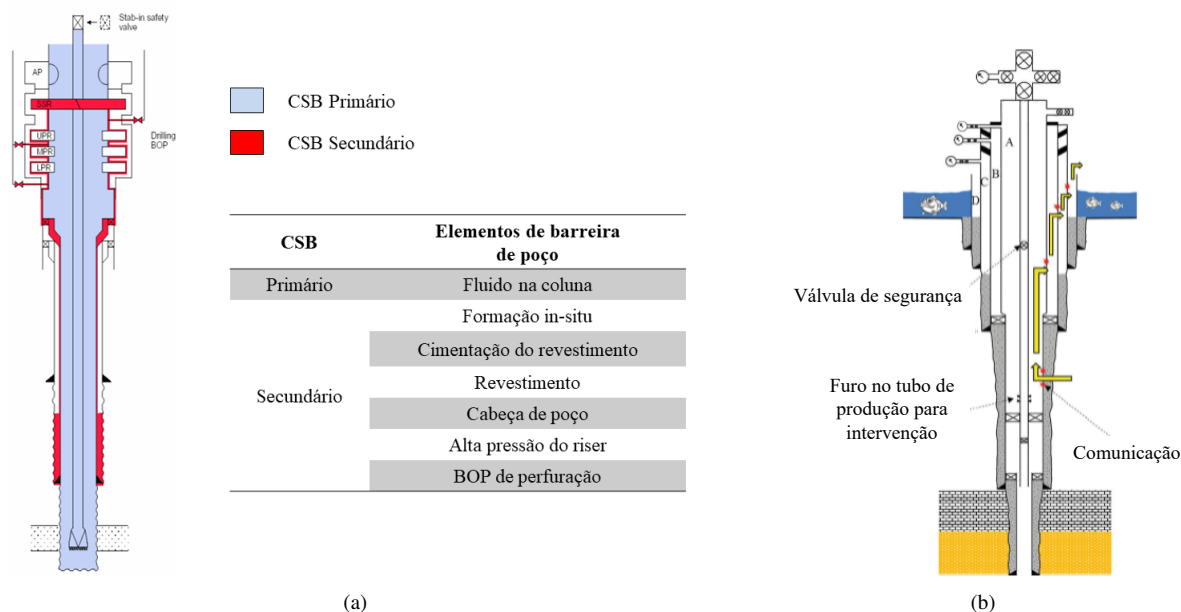 Stab-in safety
valve
AP
SSR
UPR
MPR
LPR
Drilling
BOP
CSB Primário
CSB Secundário
CSB
Elementos de barreira
de poço
Primário
Fluido na coluna
Secundário
Formação in-situ
Cimentação do revestimento
Revestimento
Cabeça de poço
Alta pressão do riser
BOP de perfuração
(a)
A
B
C
D
Válvula de segurança
Furo no tubo de
produção para
intervenção
Comunicação
(b)